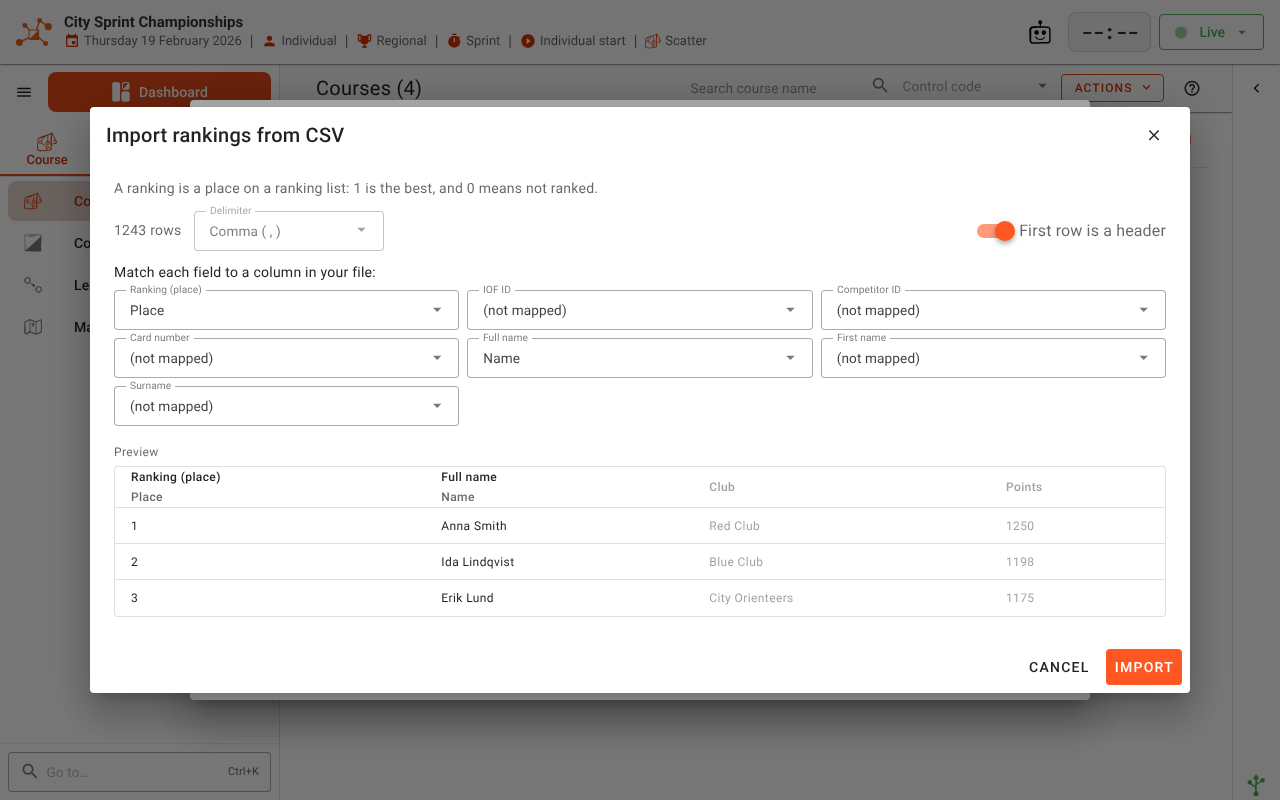 City Sprint Championships
Thursday 19 February 2026 | Individual | Regional | Sprint | Individual start | Scatter
--:--
Live
Dashboard
Courses (4)
Search course name
Control code
ACTIONS
Course
Co
Co
Le
Ma
Import rankings from CSV
A ranking is a place on a ranking list: 1 is the best, and 0 means not ranked.
1243 rows
Delimiter
Comma ( , )
First row is a header
Match each field to a column in your file:
Ranking (place)
Place
IOF ID
(not mapped)
Competitor ID
(not mapped)
Card number
(not mapped)
Full name
Name
First name
(not mapped)
Surname
(not mapped)
Preview
Ranking (place) Full name
Place Name Club Points
1 Anna Smith Red Club 1250
2 Ida Lindqvist Blue Club 1198
3 Erik Lund City Orienteers 1175
CANCEL IMPORT
Go to... Ctrl+K